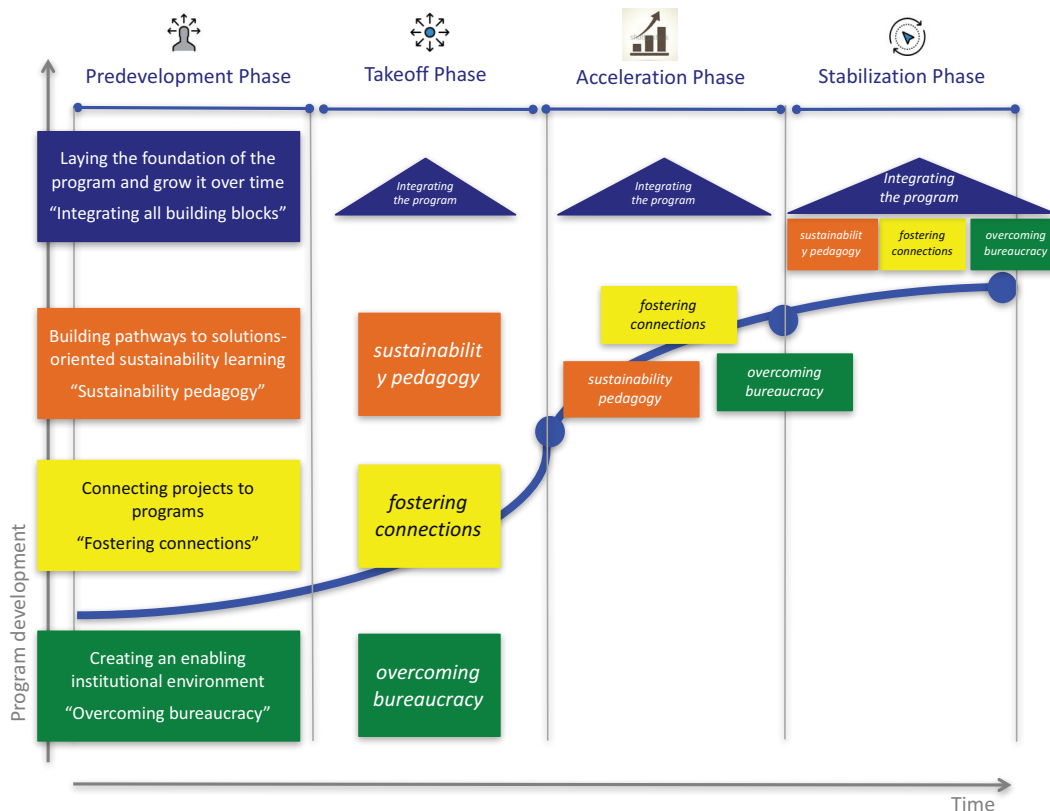 Predevelopment Phase
Takeoff Phase
Acceleration Phase
Stabilization Phase
Laying the foundation of the
program and grow it over time
“Integrating all building blocks”
Integrating
the program
Integrating
the program
Integrating
the program
sustainabilit
y pedagogy
fostering
connections
overcoming
bureaucracy
Building pathways to solutions-
oriented sustainability learning
“Sustainability pedagogy”
sustainabilit
y pedagogy
fostering
connections
sustainability
pedagogy
overcoming
bureaucracy
Connecting projects to
programs
“Fostering connections”
fostering
connections
Creating an enabling
institutional environment
“Overcoming bureaucracy”
overcoming
bureaucracy
Program development
Time